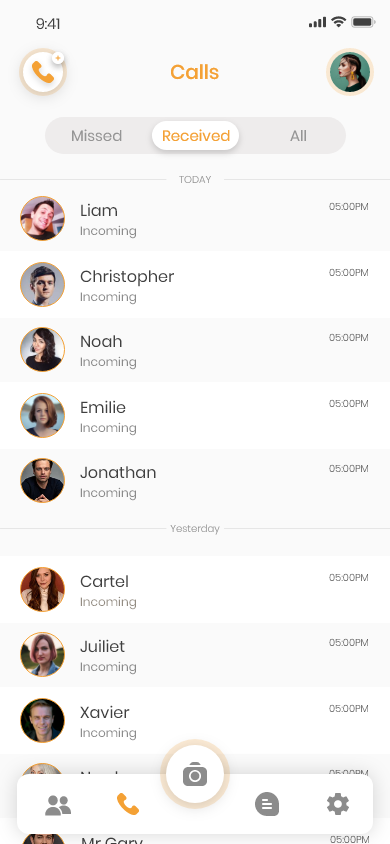 9:41
Calls
Missed Received All
TODAY
Liam 05:00PM
Incoming
Christopher 05:00PM
Incoming
Noah 05:00PM
Incoming
Emilie 05:00PM
Incoming
Jonathan 05:00PM
Incoming
Yesterday
Cartel 05:00PM
Incoming
Juiliet 05:00PM
Incoming
Xavier 05:00PM
Incoming
05:00PM
Mr Gary 05:00PM